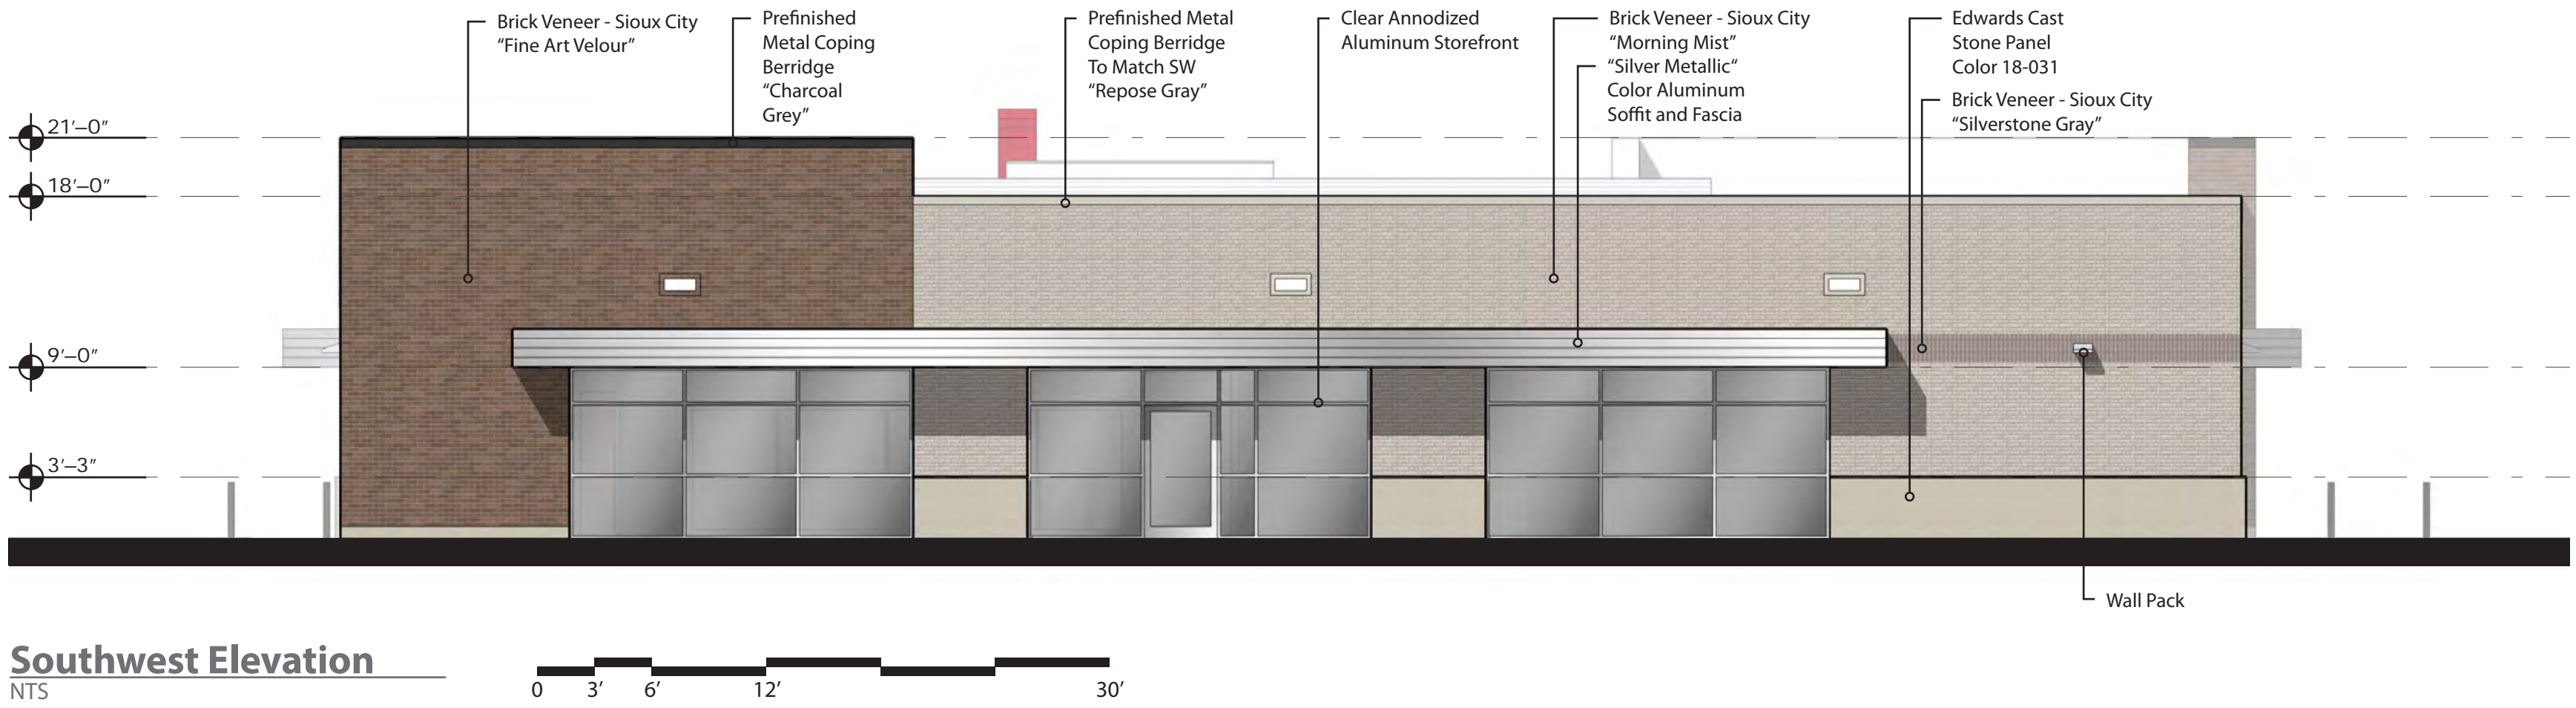 Brick Veneer - Sioux City
“Fine Art Velour”
Prefinished
Metal Coping
Berridge
“Charcoal
Grey”
Prefinished Metal
Coping Berridge
To Match SW
“Repose Gray”
Clear Annodized
Aluminum Storefront
Brick Veneer - Sioux City
“Morning Mist”
“Silver Metallic“
Color Aluminum
Soffit and Fascia
Edwards Cast
Stone Panel
Color 18-031
Brick Veneer - Sioux City
“Silverstone Gray”
21’–0”
18’–0”
9’–0”
3’–3”
Wall Pack
Southwest Elevation
NTS
0 3’ 6’ 12’ 30’